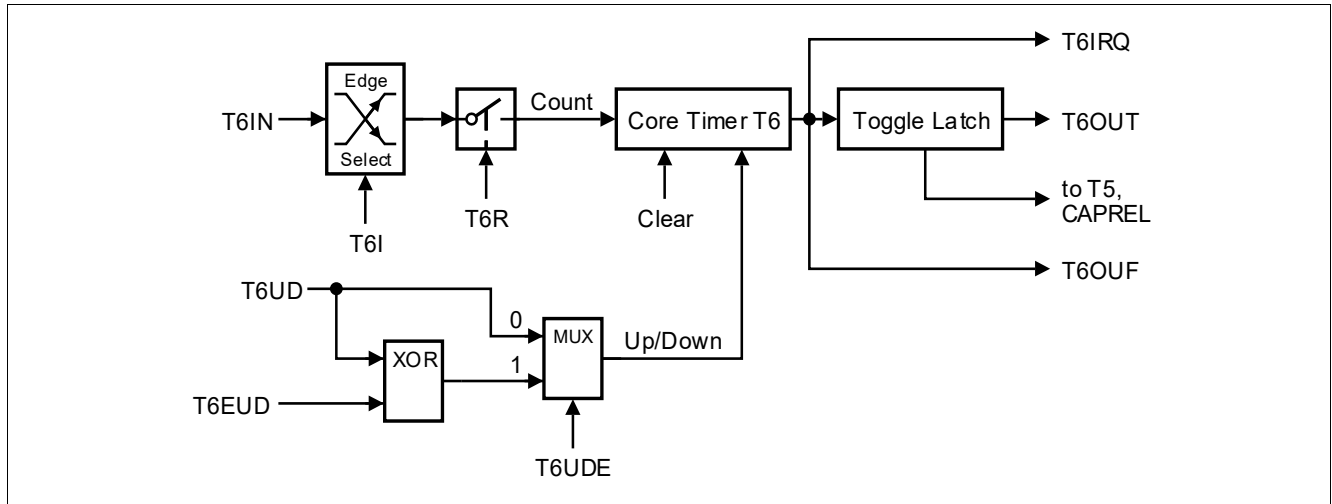 T6IRQ
Edge
Count
T6IN
Core Timer T6
Toggle Latch
T6OUT
Select
to T5,
CAPREL
T6R
Clear
T6I
T6OUF
T6UD
0
MUX
Up/Down
XOR
1
T6EUD
T6UDE